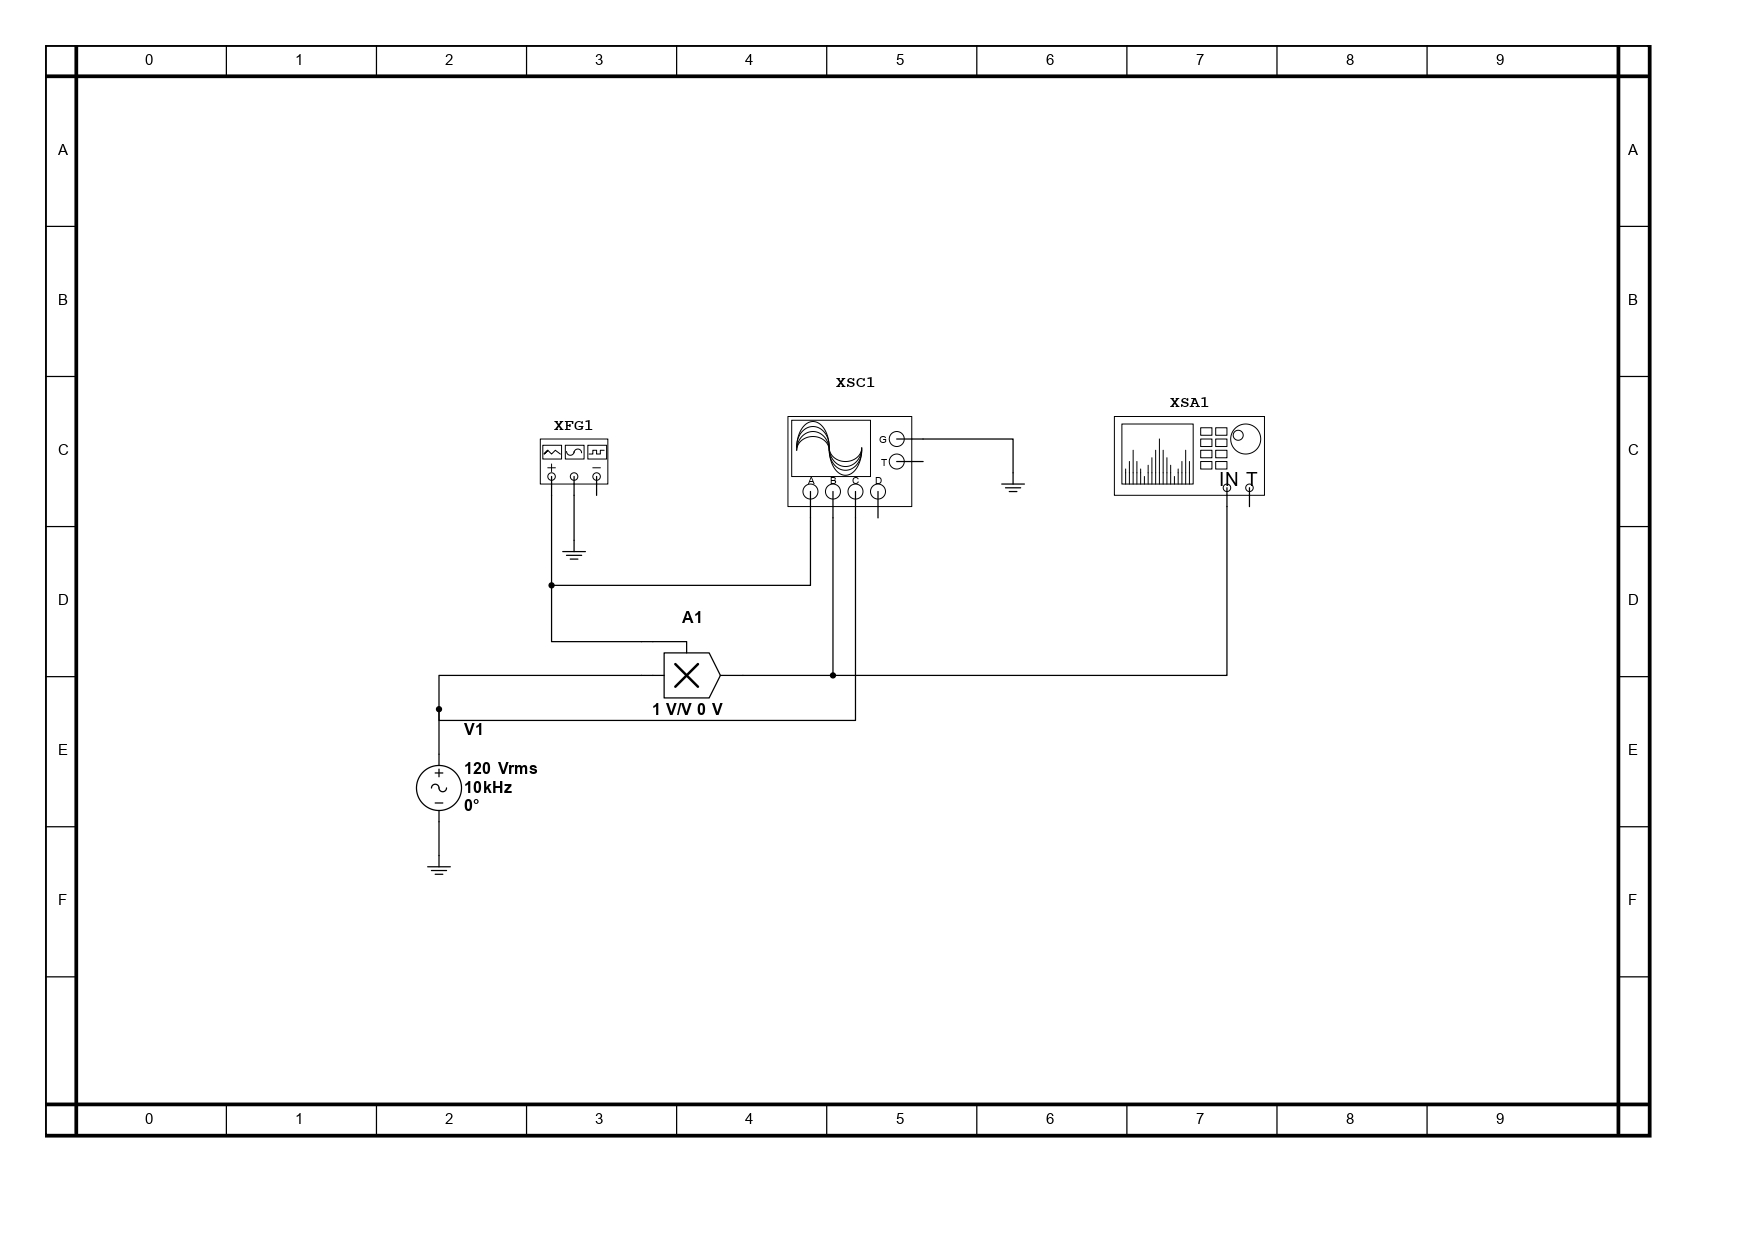 0 1 2 3 4 5 6 7 8 9
A A
B B
XSC1
XSA1
XFG1
C C
G
T
+ −
A B C D
IN T
D D
A1
1 V/V 0 V
V1
E E
120 Vrms
10kHz
0°
F F
0 1 2 3 4 5 6 7 8 9